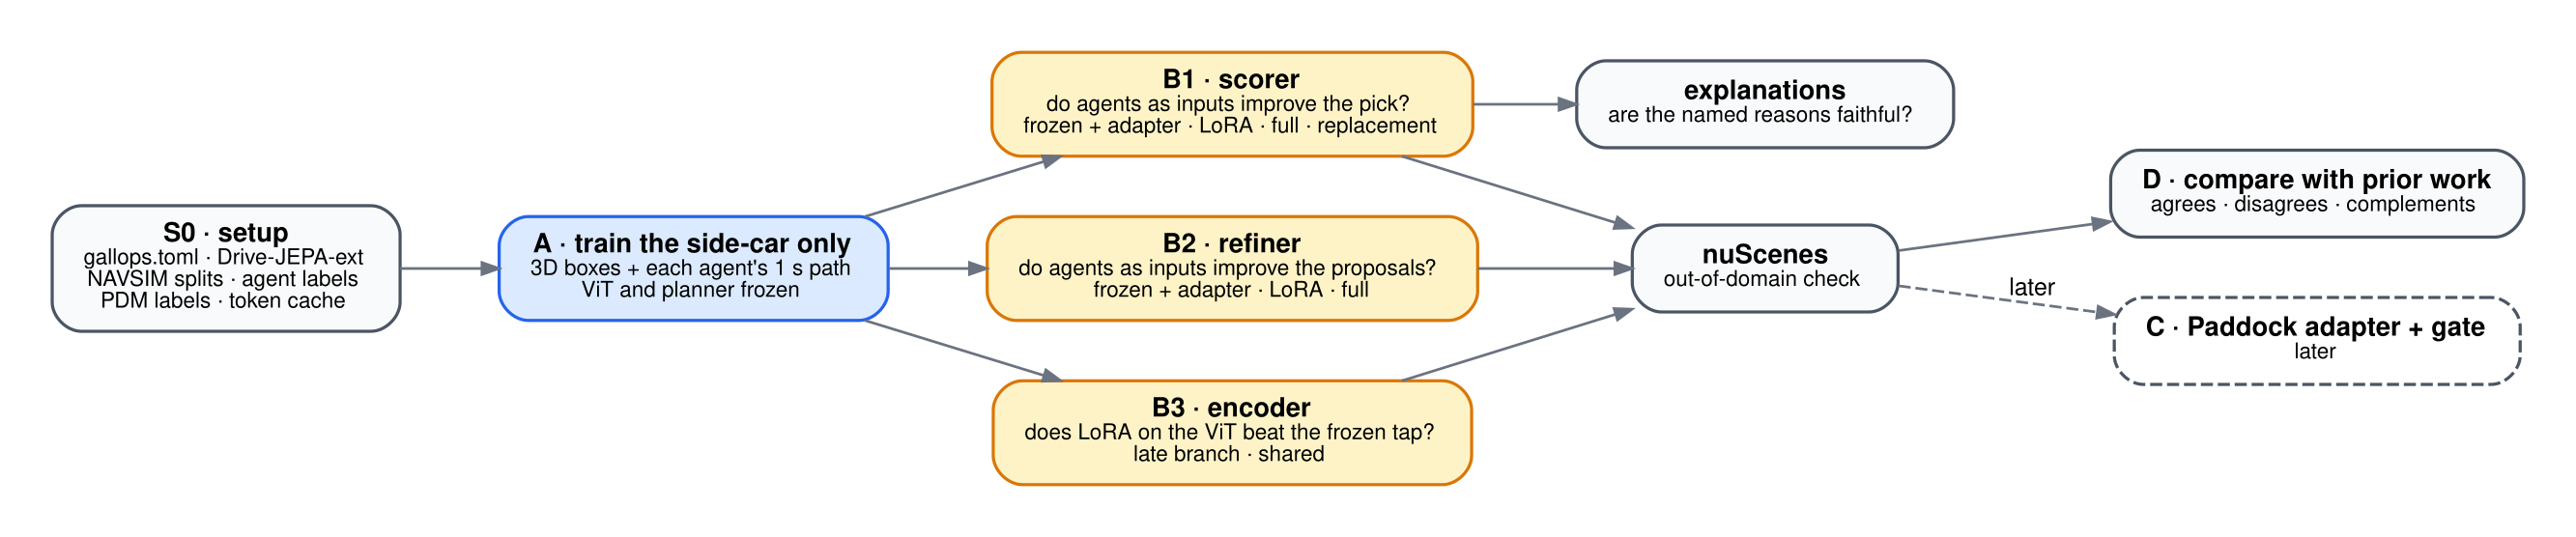 S0 · setup
gallops.toml · Drive-JEPA-ext
NAVSIM splits · agent labels
PDM labels · token cache
A · train the side-car only
3D boxes + each agent's 1 s path
ViT and planner frozen
B1 · scorer
do agents as inputs improve the pick?
frozen + adapter · LoRA · full · replacement
B2 · refiner
do agents as inputs improve the proposals?
frozen + adapter · LoRA · full
B3 · encoder
does LoRA on the ViT beat the frozen tap?
late branch · shared
explanations
are the named reasons faithful?
nuScenes
out-of-domain check
later
D · compare with prior work
agrees · disagrees · complements
C · Paddock adapter + gate
later